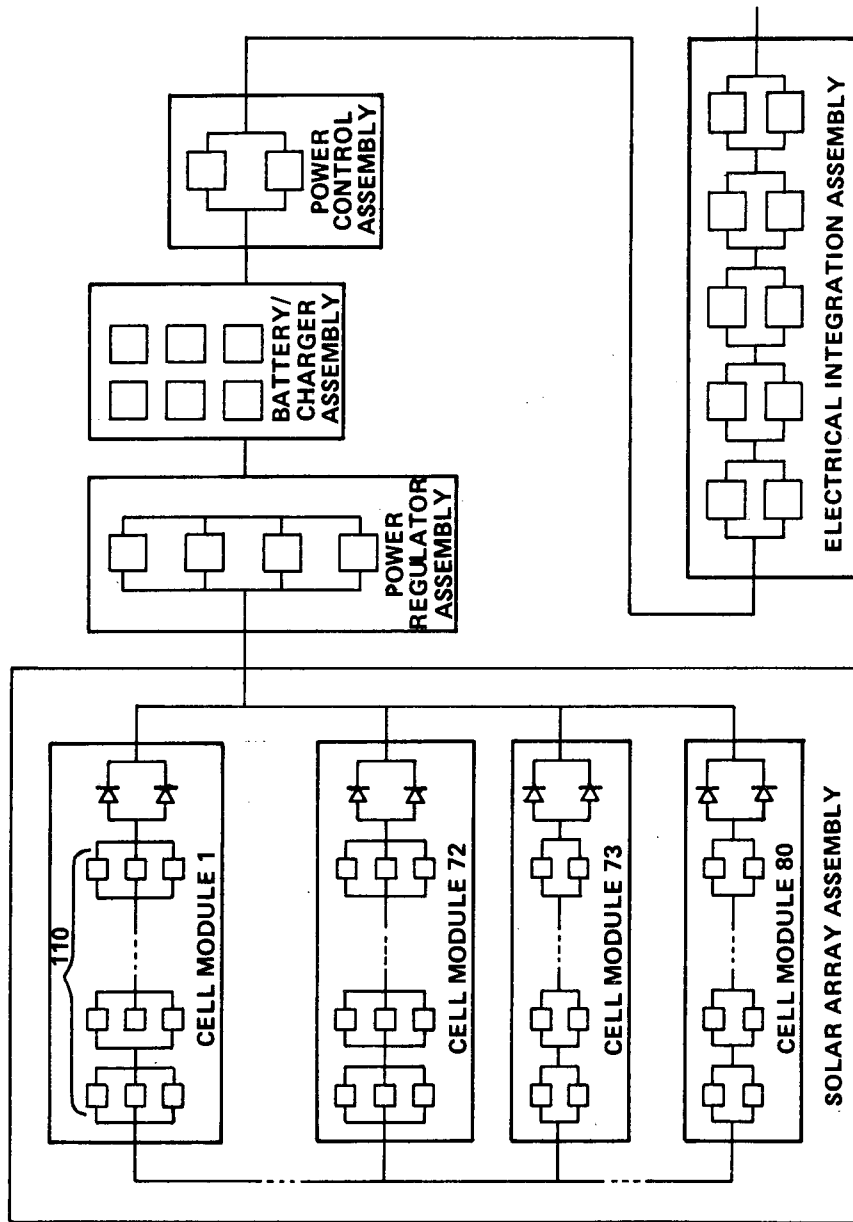 POWER
CONTROL
ASSEMBLY
BATTERY/
CHARGER
ASSEMBLY
POWER
REGULATOR
ASSEMBLY
ELECTRICAL INTEGRATION ASSEMBLY
110
CELL MODULE 1
CELL MODULE 72
CELL MODULE 73
CELL MODULE 80
SOLAR ARRAY ASSEMBLY